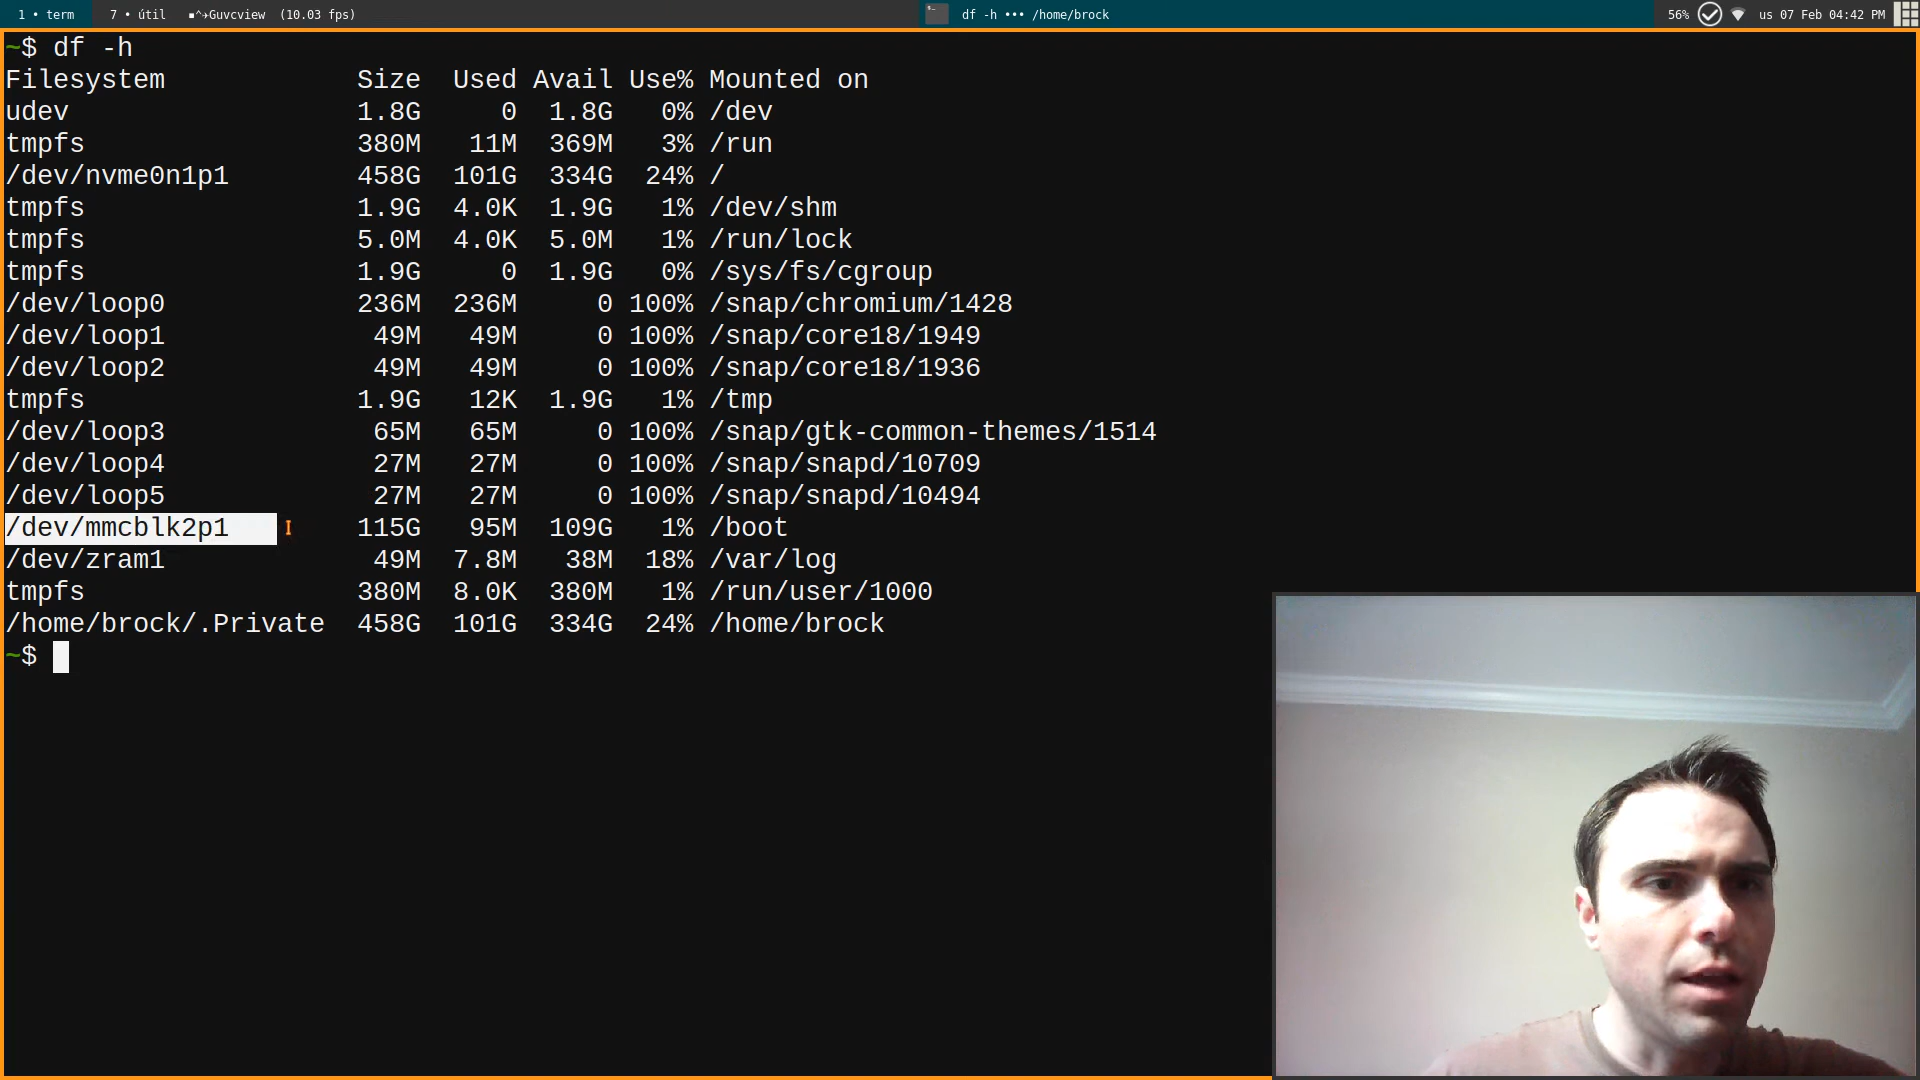 1 • term 7 • útil ▪^✈Guvcview (10.03 fps) df -h ••• /home/brock 56% us 07 Feb 04:42 PM
~$ df -h
Filesystem Size Used Avail Use% Mounted on
udev 1.8G 0 1.8G 0% /dev
tmpfs 380M 11M 369M 3% /run
/dev/nvme0n1p1 458G 101G 334G 24% /
tmpfs 1.9G 4.0K 1.9G 1% /dev/shm
tmpfs 5.0M 4.0K 5.0M 1% /run/lock
tmpfs 1.9G 0 1.9G 0% /sys/fs/cgroup
/dev/loop0 236M 236M 0 100% /snap/chromium/1428
/dev/loop1 49M 49M 0 100% /snap/core18/1949
/dev/loop2 49M 49M 0 100% /snap/core18/1936
tmpfs 1.9G 12K 1.9G 1% /tmp
/dev/loop3 65M 65M 0 100% /snap/gtk-common-themes/1514
/dev/loop4 27M 27M 0 100% /snap/snapd/10709
/dev/loop5 27M 27M 0 100% /snap/snapd/10494
/dev/mmcblk2p1 115G 95M 109G 1% /boot
/dev/zram1 49M 7.8M 38M 18% /var/log
tmpfs 380M 8.0K 380M 1% /run/user/1000
/home/brock/.Private 458G 101G 334G 24% /home/brock
~$